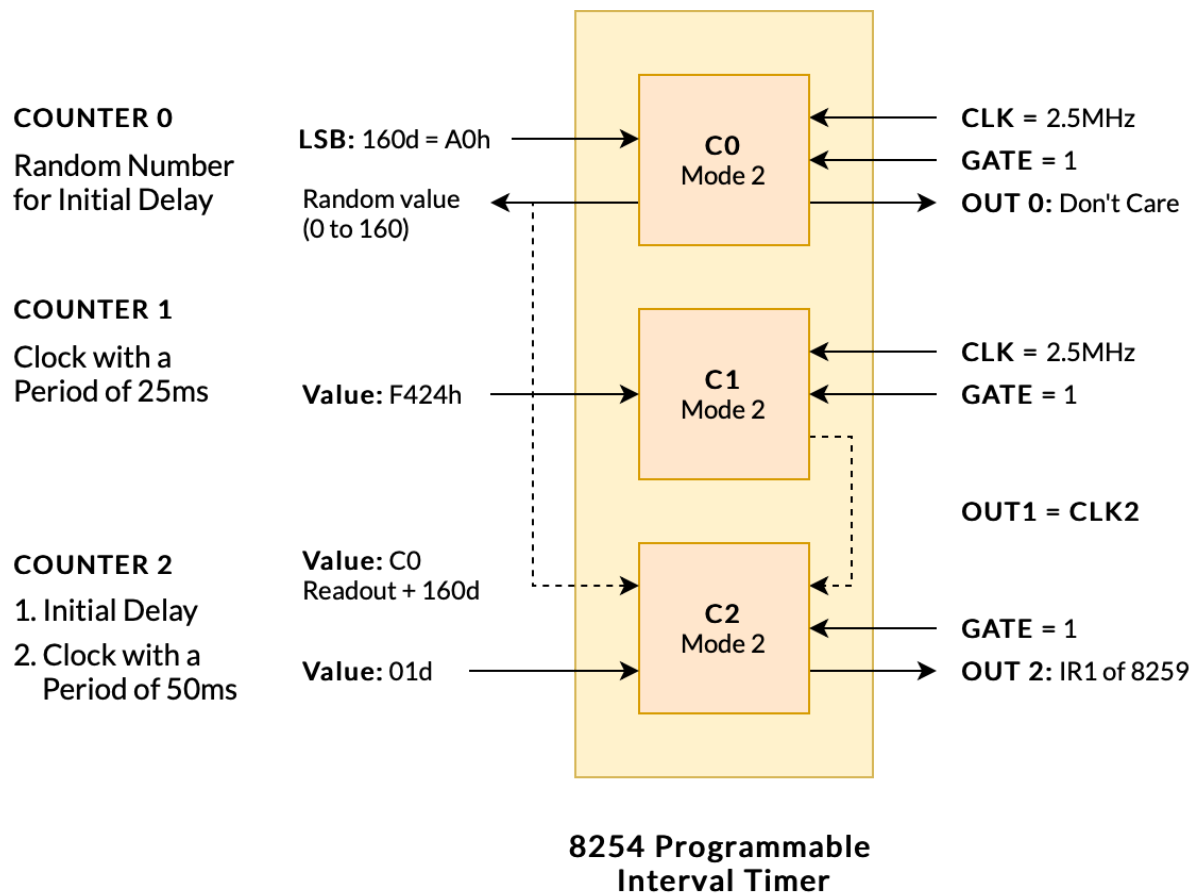 COUNTER 0
Random Number
for Initial Delay
LSB: 160d = A0h
Random value
(0 to 160)
C0
Mode 2
CLK = 2.5MHz
GATE = 1
OUT 0: Don't Care
COUNTER 1
Clock with a
Period of 25ms
Value: F424h
C1
Mode 2
CLK = 2.5MHz
GATE = 1
OUT1 = CLK2
COUNTER 2
1. Initial Delay
2. Clock with a
Period of 50ms
Value: C0
Readout + 160d
Value: 01d
C2
Mode 2
GATE = 1
OUT 2: IR1 of 8259
8254 Programmable
Interval Timer